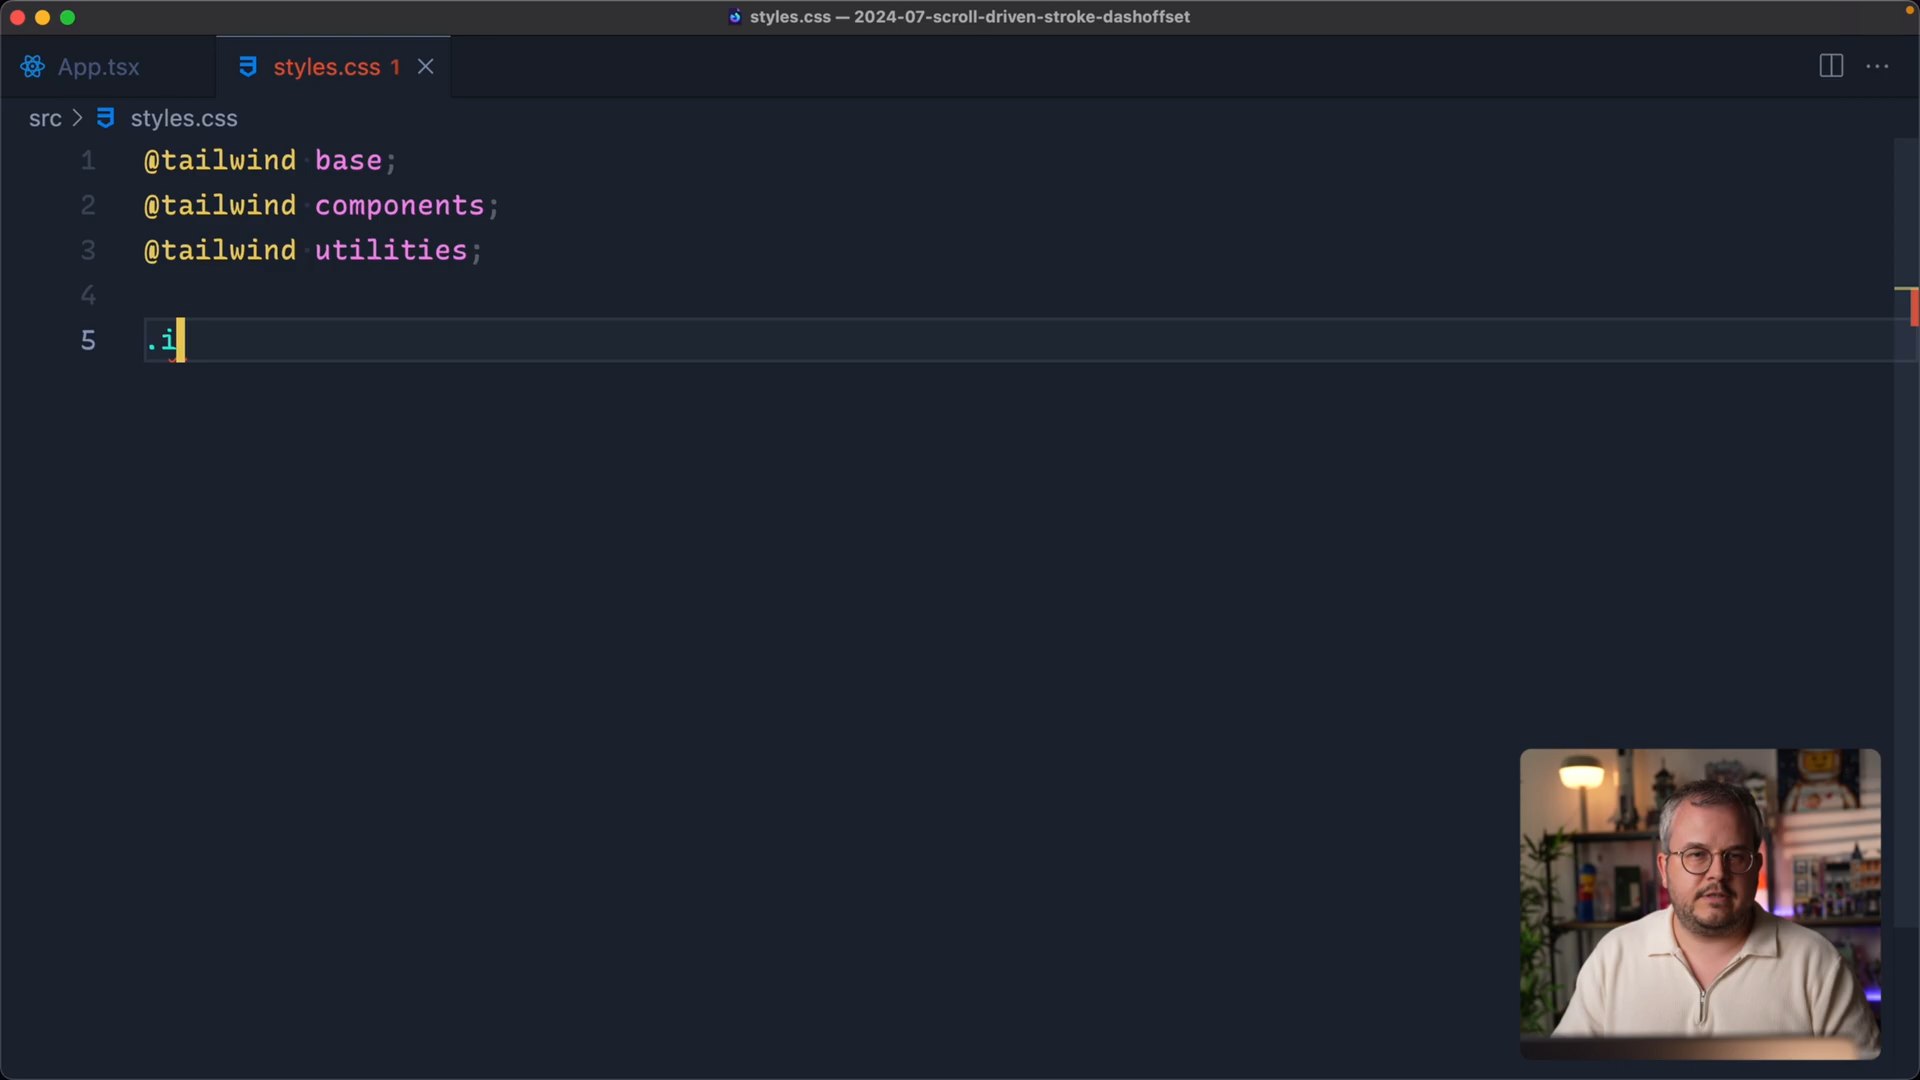 styles.css — 2024-07-scroll-driven-stroke-dashoffset
App.tsx
styles.css 1
src > styles.css
1 @tailwind base;
2 @tailwind components;
3 @tailwind utilities;
4
5 .i